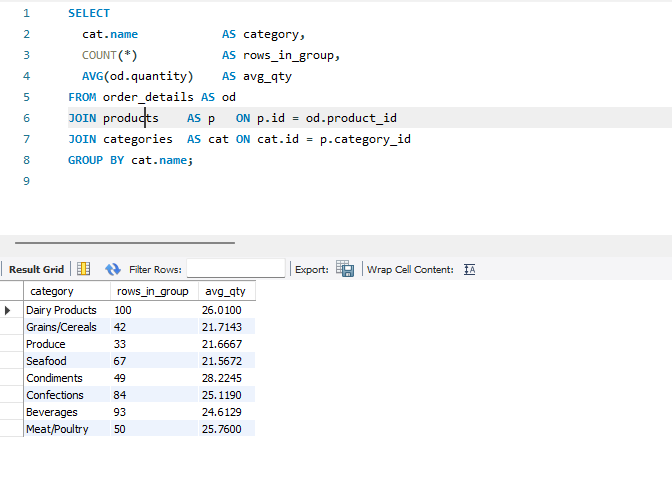 1 SELECT
2 cat.name AS category,
3 COUNT(*) AS rows_in_group,
4 AVG(od.quantity) AS avg_qty
5 FROM order_details AS od
6 JOIN products AS p ON p.id = od.product_id
7 JOIN categories AS cat ON cat.id = p.category_id
8 GROUP BY cat.name;
9
Result Grid Filter Rows: Export: Wrap Cell Content:
category rows_in_group avg_qty
Dairy Products 100 26.0100
Grains/Cereals 42 21.7143
Produce 33 21.6667
Seafood 67 21.5672
Condiments 49 28.2245
Confections 84 25.1190
Beverages 93 24.6129
Meat/Poultry 50 25.7600